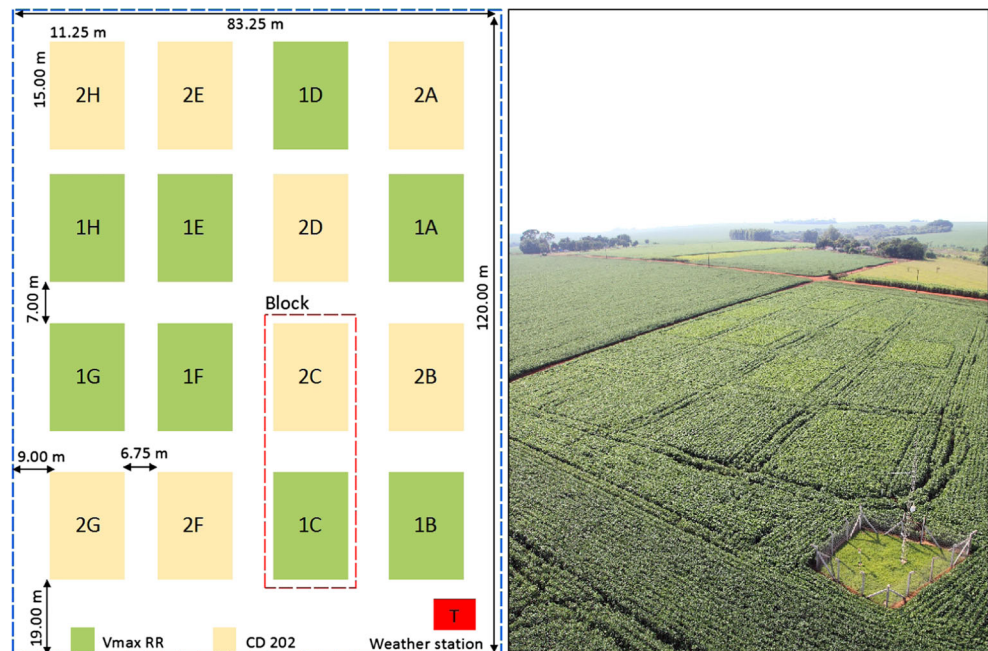 83.25 m
11.25 m
15.00 m
2H 2E 1D 2A
1H 1E 2D 1A
7.00 m
120.00 m
Block
1G 1F 2C 2B
9.00 m
6.75 m
2G 2F 1C 1B
19.00 m
T
Vmax RR
CD 202
Weather station